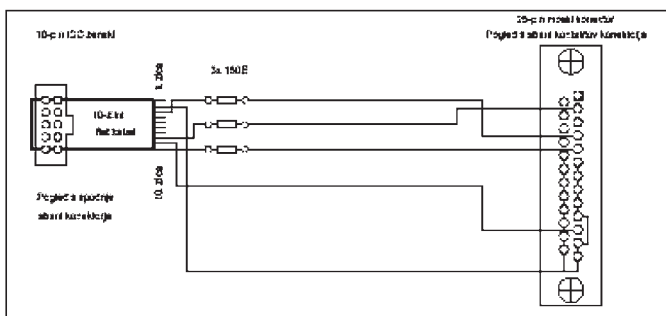 10-pin IDC ženski
25-pin moški konektor
Pogled s strani kontaktov konektorja
1. žica
3x 150E
10-žilni
flat kabel
10. žica
Pogled s spodnje
strani konektorja